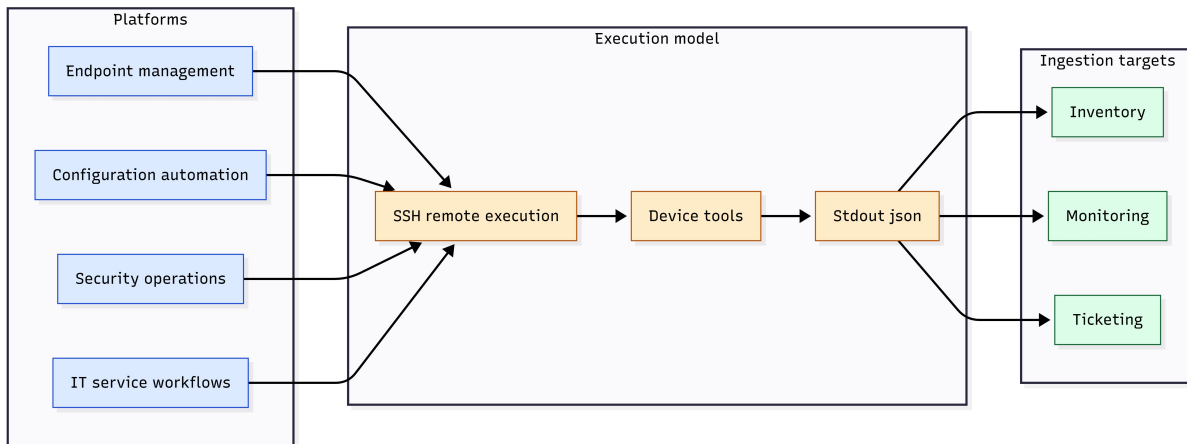 Platforms
Endpoint management
Configuration automation
Security operations
IT service workflows
Execution model
SSH remote execution
Device tools
Stdout json
Ingestion targets
Inventory
Monitoring
Ticketing